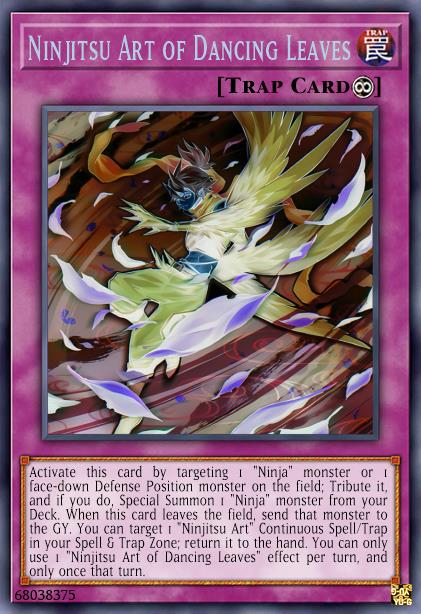 Ninjitsu Art of Dancing Leaves
TRAP
罠
[Trap Card]
Activate this card by targeting 1 "Ninja" monster or 1
face-down Defense Position monster on the field; Tribute it,
and if you do, Special Summon 1 "Ninja" monster from your
Deck. When this card leaves the field, send that monster to
the GY. You can target 1 "Ninjitsu Art" Continuous Spell/Trap
in your Spell & Trap Zone; return it to the hand. You can only
use 1 "Ninjitsu Art of Dancing Leaves" effect per turn, and
only once that turn.
68038375